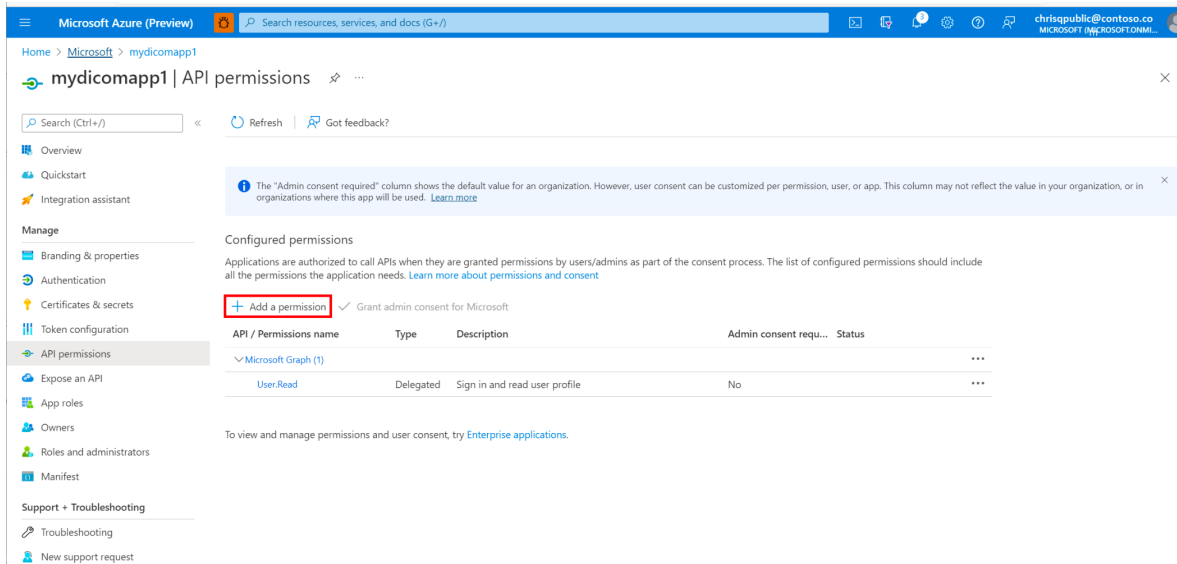 Microsoft Azure (Preview)
Search resources, services, and docs (G+/)
3
chrisqpublic@contoso.co
MICROSOFT (MICROSOFT.ONMI...
Home > Microsoft > mydicomapp1
mydicomapp1 | API permissions
Search (Ctrl+/)
«
Refresh
Got feedback?
Overview
Quickstart
Integration assistant
Manage
Branding & properties
Authentication
Certificates & secrets
Token configuration
API permissions
Expose an API
App roles
Owners
Roles and administrators
Manifest
Support + Troubleshooting
Troubleshooting
New support request
The "Admin consent required" column shows the default value for an organization. However, user consent can be customized per permission, user, or app. This column may not reflect the value in your organization, or in
organizations where this app will be used. Learn more
Configured permissions
Applications are authorized to call APIs when they are granted permissions by users/admins as part of the consent process. The list of configured permissions should include
all the permissions the application needs. Learn more about permissions and consent
Add a permission Grant admin consent for Microsoft
API / Permissions name Type Description Admin consent requ... Status
Microsoft Graph (1)
User.Read Delegated Sign in and read user profile No
To view and manage permissions and user consent, try Enterprise applications.